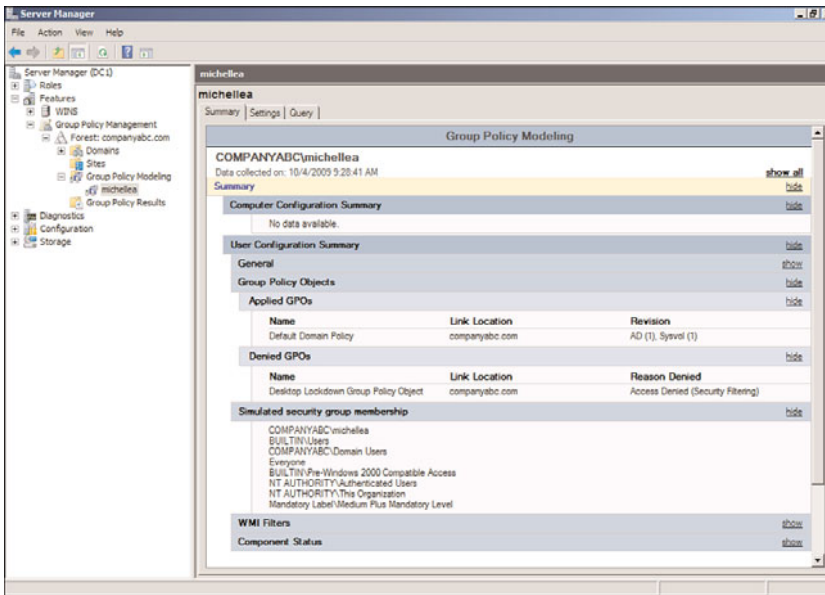 Server Manager
File Action View Help
Server Manager (DC1)
Roles
Features
WINS
Group Policy Management
Forest: companyabc.com
Domains
Sites
Group Policy Modeling
michellea
Group Policy Results
Diagnostics
Configuration
Storage
michellea
michellea
Summary Settings Query
Group Policy Modeling
COMPANYABC\michellea
Data collected on: 10/4/2009 9:28:41 AM show all
Summary hide
Computer Configuration Summary hide
No data available.
User Configuration Summary hide
General show
Group Policy Objects hide
Applied GPOs hide
Name Link Location Revision
Default Domain Policy companyabc.com AD (1), Sysvol (1)
Denied GPOs hide
Name Link Location Reason Denied
Desktop Lockdown Group Policy Object companyabc.com Access Denied (Security Filtering)
Simulated security group membership hide
COMPANYABC\michellea
BUILTIN\Users
COMPANYABC\Domain Users
Everyone
BUILTIN\Pre-Windows 2000 Compatible Access
NT AUTHORITY\Authenticated Users
NT AUTHORITY\This Organization
Mandatory Label\Medium Plus Mandatory Level
WMI Filters show
Component Status show